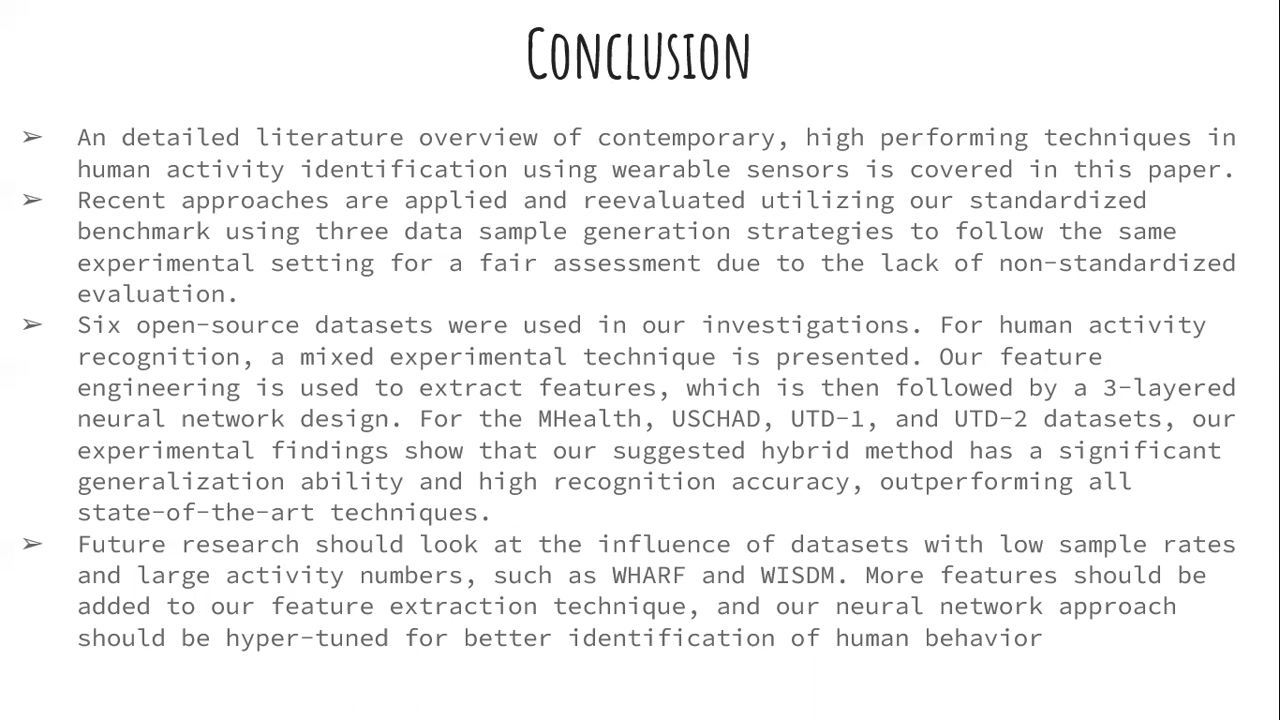 Conclusion
➢ An detailed literature overview of contemporary, high performing techniques in
human activity identification using wearable sensors is covered in this paper.
➢ Recent approaches are applied and reevaluated utilizing our standardized
benchmark using three data sample generation strategies to follow the same
experimental setting for a fair assessment due to the lack of non-standardized
evaluation.
➢ Six open-source datasets were used in our investigations. For human activity
recognition, a mixed experimental technique is presented. Our feature
engineering is used to extract features, which is then followed by a 3-layered
neural network design. For the MHealth, USCHAD, UTD-1, and UTD-2 datasets, our
experimental findings show that our suggested hybrid method has a significant
generalization ability and high recognition accuracy, outperforming all
state-of-the-art techniques.
➢ Future research should look at the influence of datasets with low sample rates
and large activity numbers, such as WHARF and WISDM. More features should be
added to our feature extraction technique, and our neural network approach
should be hyper-tuned for better identification of human behavior